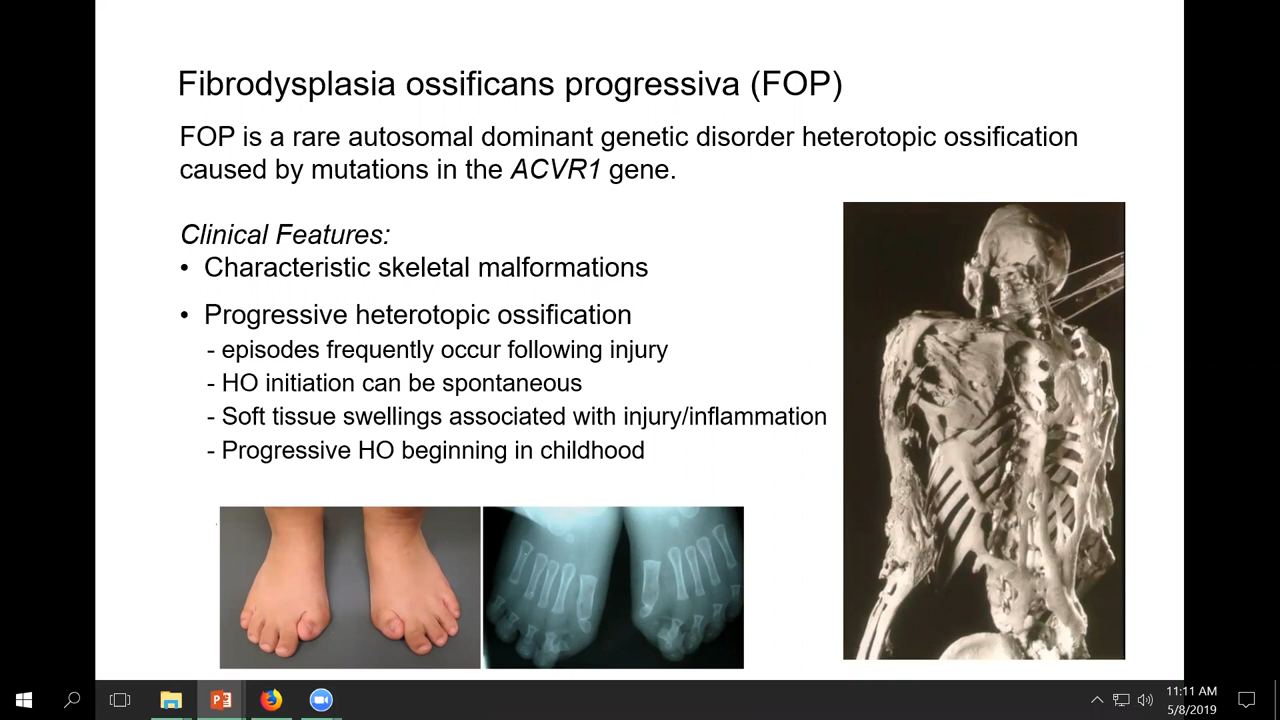 Fibrodysplasia ossificans progressiva (FOP)
FOP is a rare autosomal dominant genetic disorder heterotopic ossification
caused by mutations in the ACVR1 gene.
Clinical Features:
• Characteristic skeletal malformations
• Progressive heterotopic ossification
- episodes frequently occur following injury
- HO initiation can be spontaneous
- Soft tissue swellings associated with injury/inflammation
- Progressive HO beginning in childhood
11:11 AM
5/8/2019